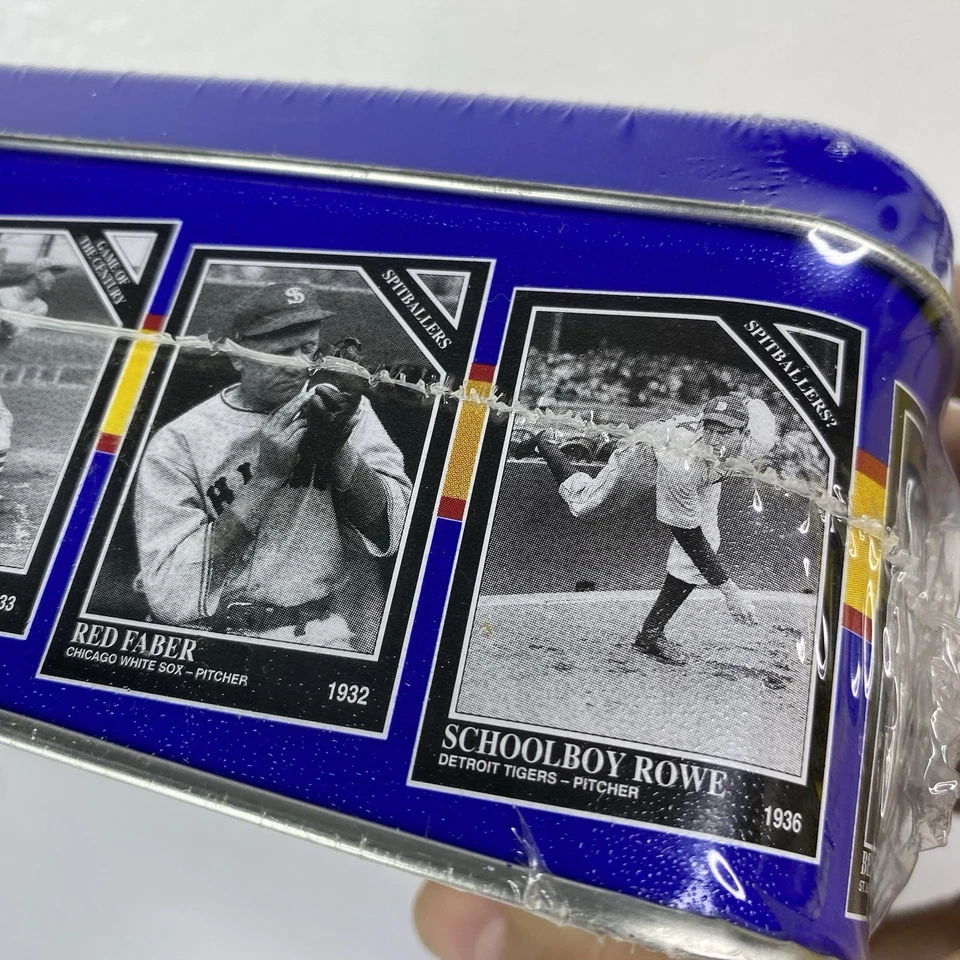 GAME OF
THE CENTURY
33
SPITBALLERS
S
RED FABER
CHICAGO WHITE SOX – PITCHER
1932
SPITBALLERS?
SCHOOLBOY ROWE
DETROIT TIGERS – PITCHER
1936
ST.